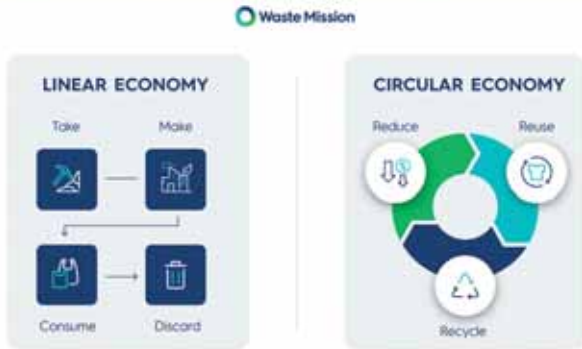 Waste Mission
LINEAR ECONOMY
Take
Make
Consume
Discard
CIRCULAR ECONOMY
Reduce
Reuse
Recycle